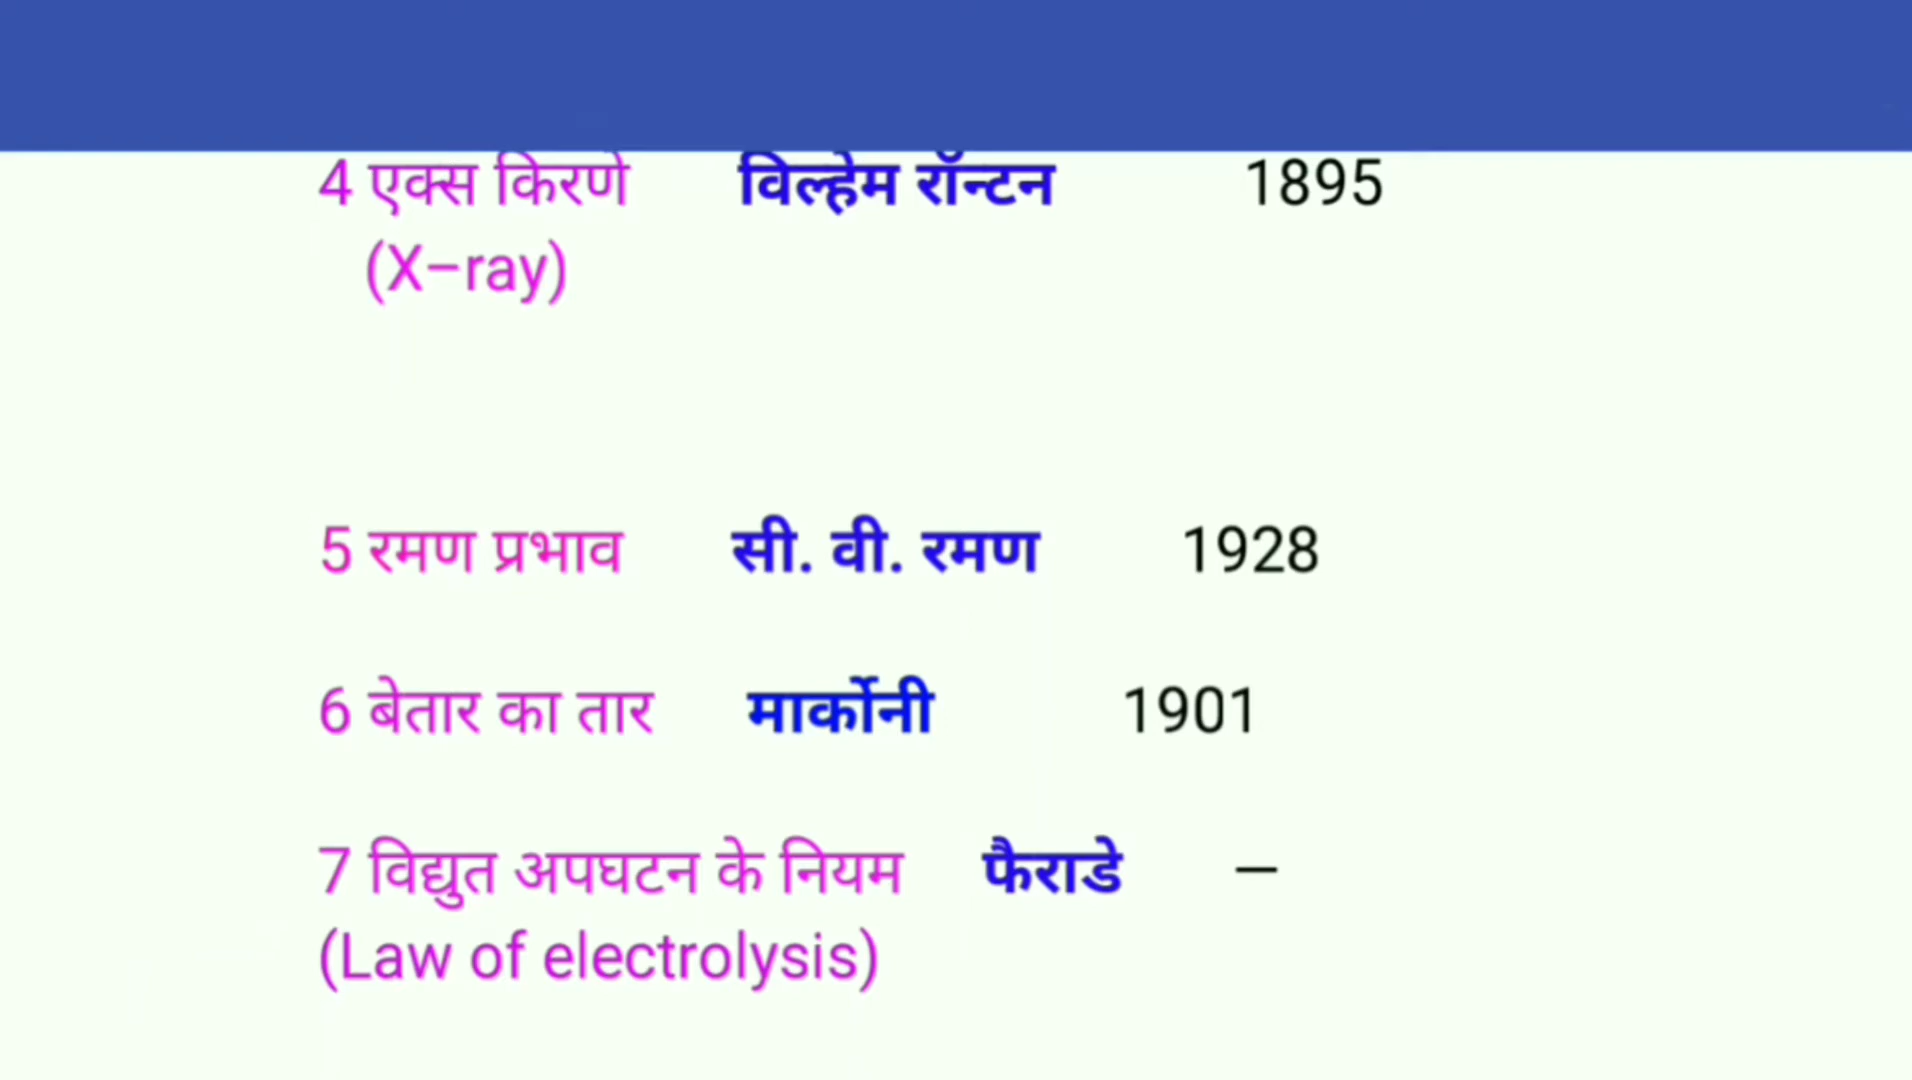 4 एक्स किरणे विल्हेम रॉन्टन 1895
(X–ray)
5 रमण प्रभाव सी. वी. रमण 1928
6 बेतार का तार मार्कोनी 1901
7 विद्युत अपघटन के नियम फैराडे –
(Law of electrolysis)